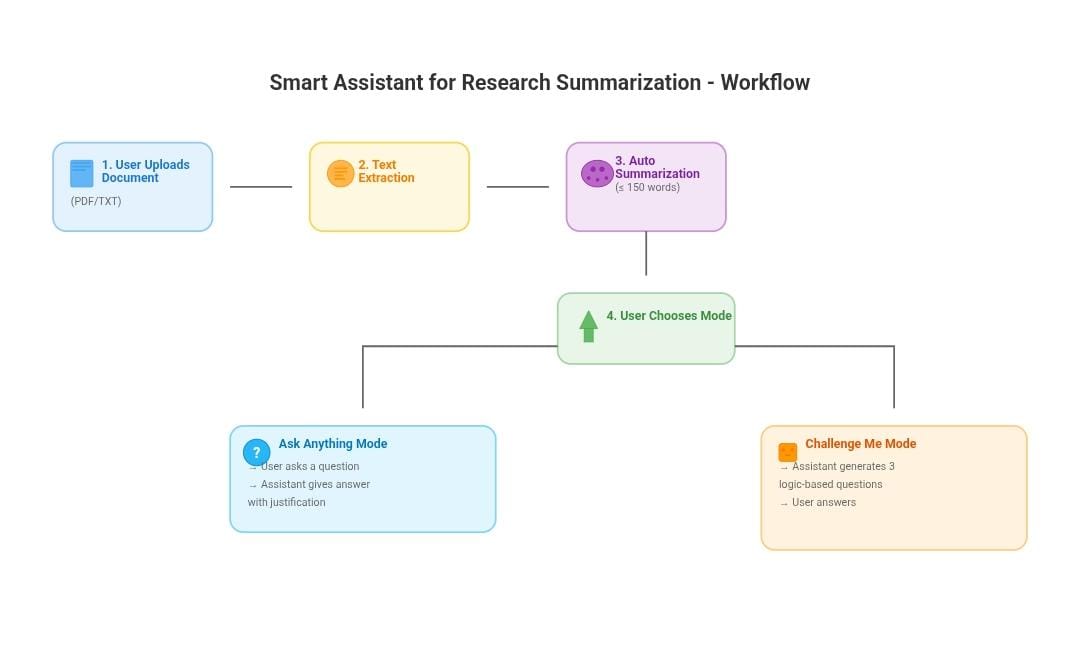 Smart Assistant for Research Summarization - Workflow
1. User Uploads
Document
(PDF/TXT)
2. Text
Extraction
3. Auto
Summarization
(≤ 150 words)
4. User Chooses Mode
?
Ask Anything Mode
→ User asks a question
→ Assistant gives answer
with justification
Challenge Me Mode
→ Assistant generates 3
logic-based questions
→ User answers